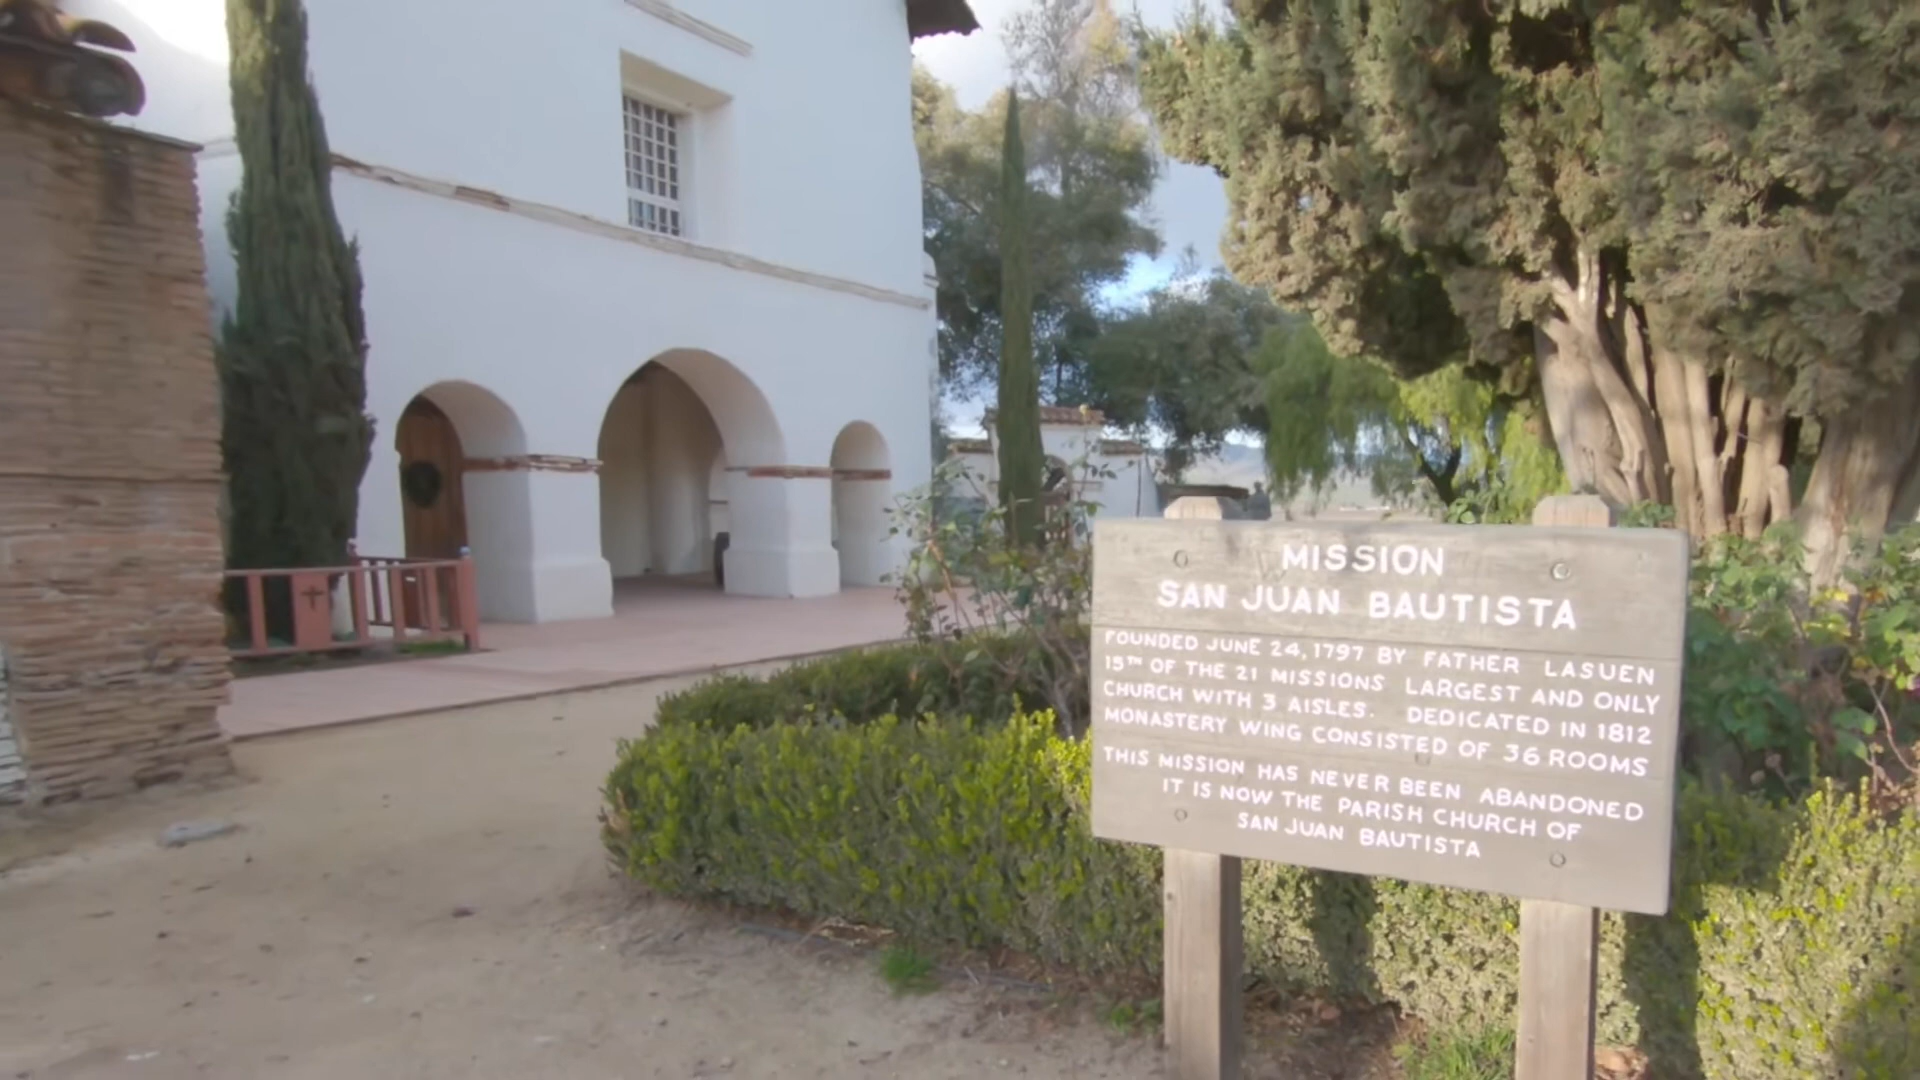 MISSION
SAN JUAN BAUTISTA
FOUNDED JUNE 24, 1797 BY FATHER LASUEN
15TH OF THE 21 MISSIONS LARGEST AND ONLY
CHURCH WITH 3 AISLES. DEDICATED IN 1812
MONASTERY WING CONSISTED OF 36 ROOMS
THIS MISSION HAS NEVER BEEN ABANDONED
IT IS NOW THE PARISH CHURCH OF
SAN JUAN BAUTISTA